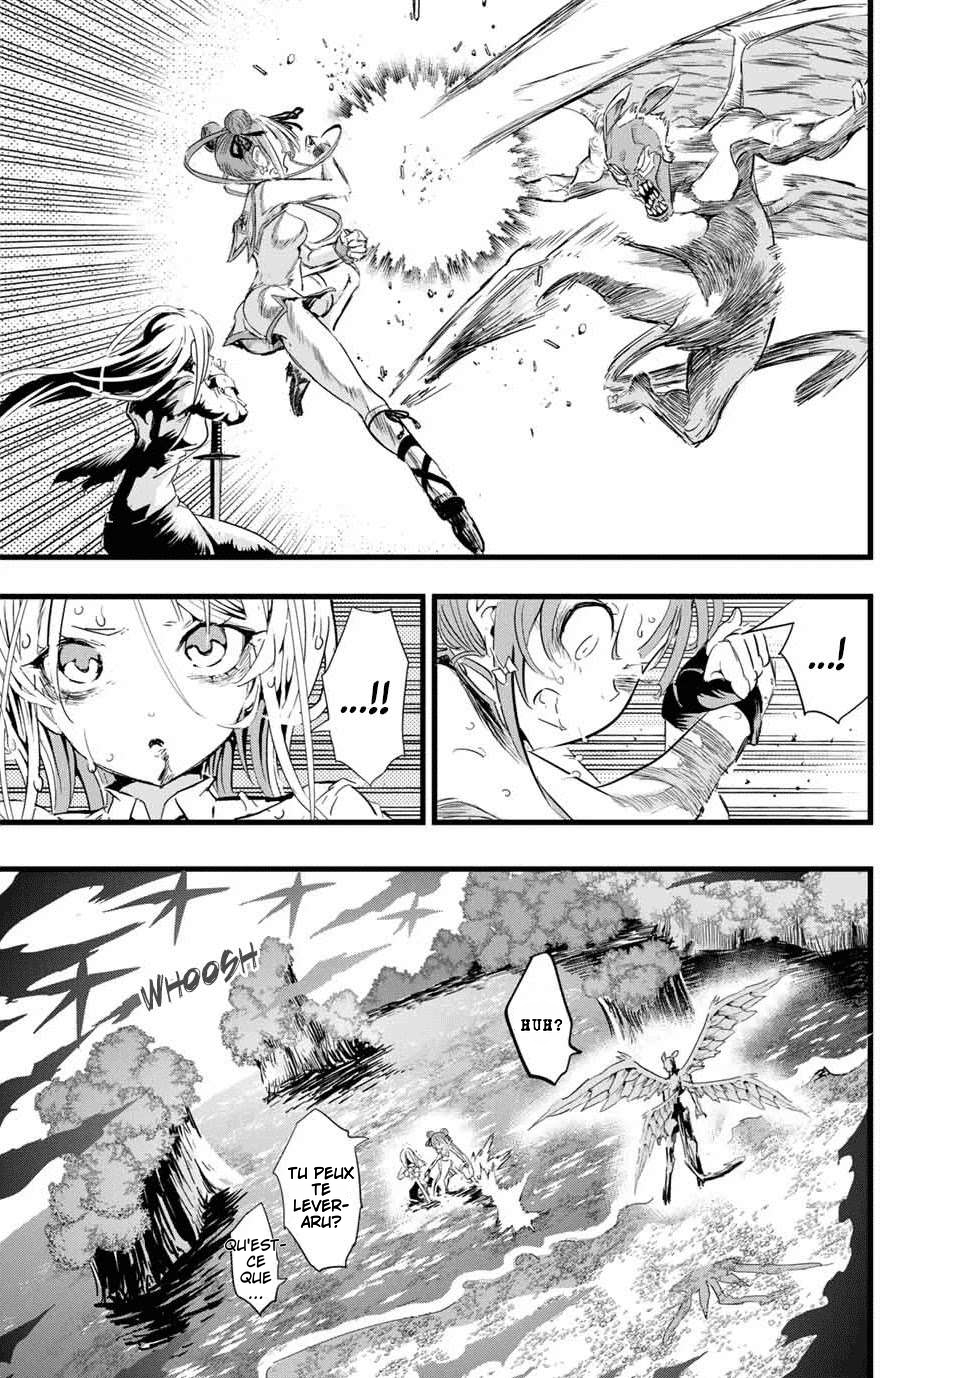 ...!
...!!
WHOOSH
HUH?
TU PEUX
TE
LEVER-
ARU?
QU'EST-
CE
QUE
...